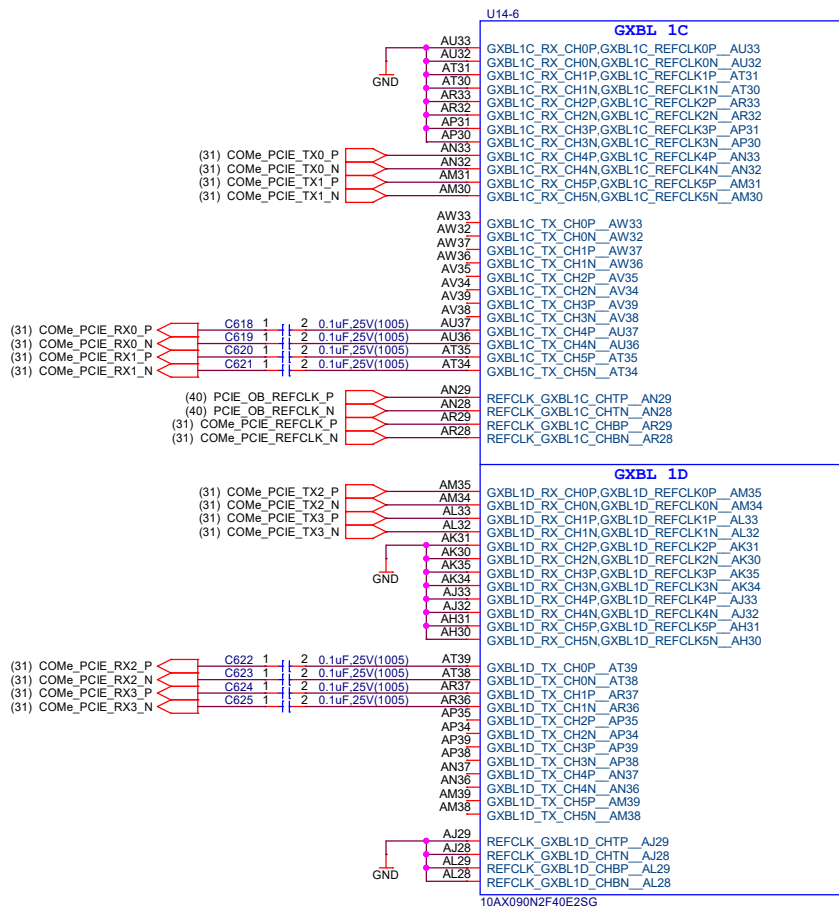 U14-6
GXBL 1C
AU33 GXBL1C_RX_CH0P,GXBL1C_REFCLK0P__AU33
AU32 GXBL1C_RX_CH0N,GXBL1C_REFCLK0N__AU32
AT31 GXBL1C_RX_CH1P,GXBL1C_REFCLK1P__AT31
GND AT30 GXBL1C_RX_CH1N,GXBL1C_REFCLK1N__AT30
AR33 GXBL1C_RX_CH2P,GXBL1C_REFCLK2P__AR33
AR32 GXBL1C_RX_CH2N,GXBL1C_REFCLK2N__AR32
AP31 GXBL1C_RX_CH3P,GXBL1C_REFCLK3P__AP31
AP30 GXBL1C_RX_CH3N,GXBL1C_REFCLK3N__AP30
(31) COMe_PCIE_TX0_P AN33 GXBL1C_RX_CH4P,GXBL1C_REFCLK4P__AN33
(31) COMe_PCIE_TX0_N AN32 GXBL1C_RX_CH4N,GXBL1C_REFCLK4N__AN32
(31) COMe_PCIE_TX1_P AM31 GXBL1C_RX_CH5P,GXBL1C_REFCLK5P__AM31
(31) COMe_PCIE_TX1_N AM30 GXBL1C_RX_CH5N,GXBL1C_REFCLK5N__AM30
AW33 GXBL1C_TX_CH0P__AW33
AW32 GXBL1C_TX_CH0N__AW32
AW37 GXBL1C_TX_CH1P__AW37
AW36 GXBL1C_TX_CH1N__AW36
AV35 GXBL1C_TX_CH2P__AV35
AV34 GXBL1C_TX_CH2N__AV34
AV39 GXBL1C_TX_CH3P__AV39
AV38 GXBL1C_TX_CH3N__AV38
(31) COMe_PCIE_RX0_P C618 1 2 0.1uF,25V(1005) AU37 GXBL1C_TX_CH4P__AU37
(31) COMe_PCIE_RX0_N C619 1 2 0.1uF,25V(1005) AU36 GXBL1C_TX_CH4N__AU36
(31) COMe_PCIE_RX1_P C620 1 2 0.1uF,25V(1005) AT35 GXBL1C_TX_CH5P__AT35
(31) COMe_PCIE_RX1_N C621 1 2 0.1uF,25V(1005) AT34 GXBL1C_TX_CH5N__AT34
(40) PCIE_OB_REFCLK_P AN29 REFCLK_GXBL1C_CHTP__AN29
(40) PCIE_OB_REFCLK_N AN28 REFCLK_GXBL1C_CHTN__AN28
(31) COMe_PCIE_REFCLK_P AR29 REFCLK_GXBL1C_CHBP__AR29
(31) COMe_PCIE_REFCLK_N AR28 REFCLK_GXBL1C_CHBN__AR28
GXBL 1D
(31) COMe_PCIE_TX2_P AM35 GXBL1D_RX_CH0P,GXBL1D_REFCLK0P__AM35
(31) COMe_PCIE_TX2_N AM34 GXBL1D_RX_CH0N,GXBL1D_REFCLK0N__AM34
(31) COMe_PCIE_TX3_P AL33 GXBL1D_RX_CH1P,GXBL1D_REFCLK1P__AL33
(31) COMe_PCIE_TX3_N AL32 GXBL1D_RX_CH1N,GXBL1D_REFCLK1N__AL32
AK31 GXBL1D_RX_CH2P,GXBL1D_REFCLK2P__AK31
AK30 GXBL1D_RX_CH2N,GXBL1D_REFCLK2N__AK30
GND AK35 GXBL1D_RX_CH3P,GXBL1D_REFCLK3P__AK35
AK34 GXBL1D_RX_CH3N,GXBL1D_REFCLK3N__AK34
AJ33 GXBL1D_RX_CH4P,GXBL1D_REFCLK4P__AJ33
AJ32 GXBL1D_RX_CH4N,GXBL1D_REFCLK4N__AJ32
AH31 GXBL1D_RX_CH5P,GXBL1D_REFCLK5P__AH31
AH30 GXBL1D_RX_CH5N,GXBL1D_REFCLK5N__AH30
(31) COMe_PCIE_RX2_P C622 1 2 0.1uF,25V(1005) AT39 GXBL1D_TX_CH0P__AT39
(31) COMe_PCIE_RX2_N C623 1 2 0.1uF,25V(1005) AT38 GXBL1D_TX_CH0N__AT38
(31) COMe_PCIE_RX3_P C624 1 2 0.1uF,25V(1005) AR37 GXBL1D_TX_CH1P__AR37
(31) COMe_PCIE_RX3_N C625 1 2 0.1uF,25V(1005) AR36 GXBL1D_TX_CH1N__AR36
AP35 GXBL1D_TX_CH2P__AP35
AP34 GXBL1D_TX_CH2N__AP34
AP39 GXBL1D_TX_CH3P__AP39
AP38 GXBL1D_TX_CH3N__AP38
AN37 GXBL1D_TX_CH4P__AN37
AN36 GXBL1D_TX_CH4N__AN36
AM39 GXBL1D_TX_CH5P__AM39
AM38 GXBL1D_TX_CH5N__AM38
AJ29 REFCLK_GXBL1D_CHTP__AJ29
AJ28 REFCLK_GXBL1D_CHTN__AJ28
AL29 REFCLK_GXBL1D_CHBP__AL29
GND AL28 REFCLK_GXBL1D_CHBN__AL28
10AX090N2F40E2SG